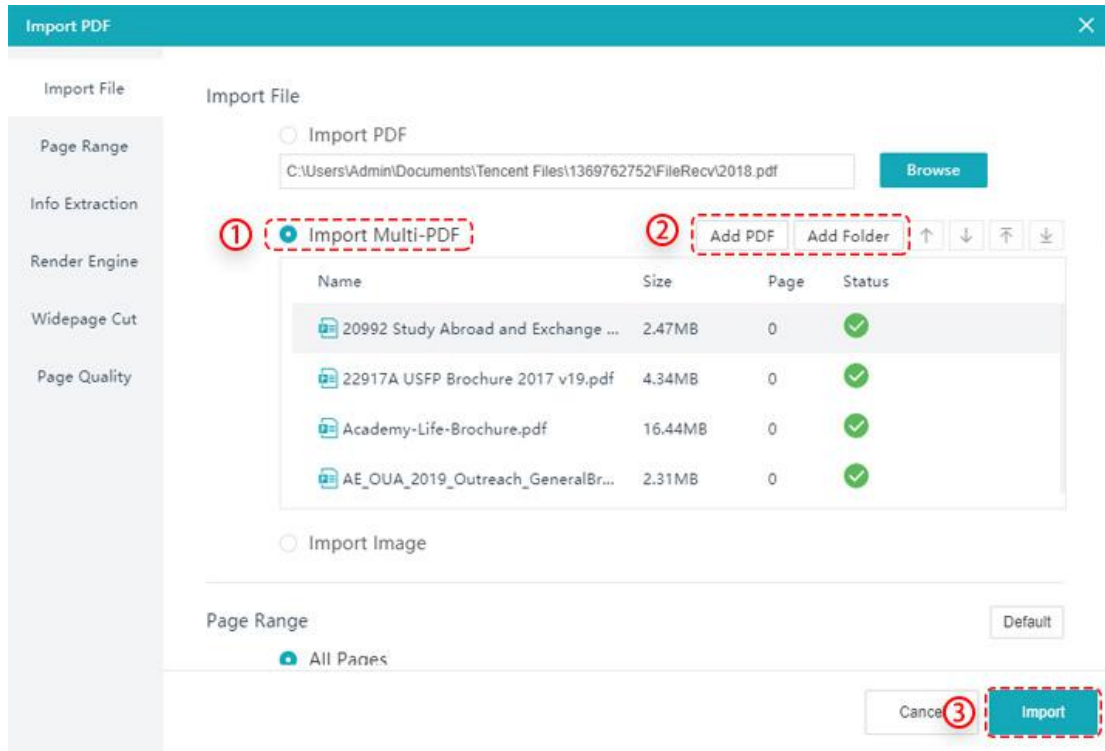 Import PDF
Import File
Page Range
Info Extraction
Render Engine
Widepage Cut
Page Quality
Import File
Import PDF
C:\Users\Admin\Documents\Tencent Files\1369762752\FileRecv\2018.pdf Browse
① Import Multi-PDF ② Add PDF Add Folder
Name Size Page Status
20992 Study Abroad and Exchange ... 2.47MB 0
22917A USFP Brochure 2017 v19.pdf 4.34MB 0
Academy-Life-Brochure.pdf 16.44MB 0
AE_OUA_2019_Outreach_GeneralBr... 2.31MB 0
Import Image
Page Range Default
All Pages
Cance ③ Import